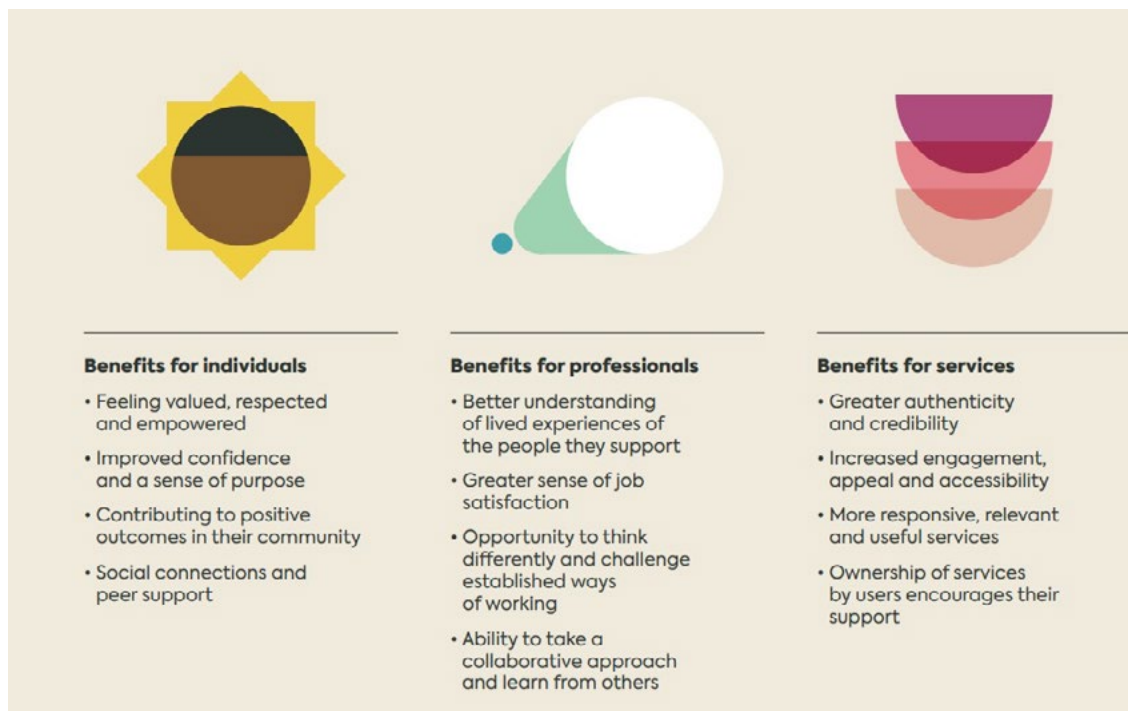 Benefits for individuals
• Feeling valued, respected
and empowered
• Improved confidence
and a sense of purpose
• Contributing to positive
outcomes in their community
• Social connections and
peer support
Benefits for professionals
• Better understanding
of lived experiences of
the people they support
• Greater sense of job
satisfaction
• Opportunity to think
differently and challenge
established ways
of working
• Ability to take a
collaborative approach
and learn from others
Benefits for services
• Greater authenticity
and credibility
• Increased engagement,
appeal and accessibility
• More responsive, relevant
and useful services
• Ownership of services
by users encourages their
support